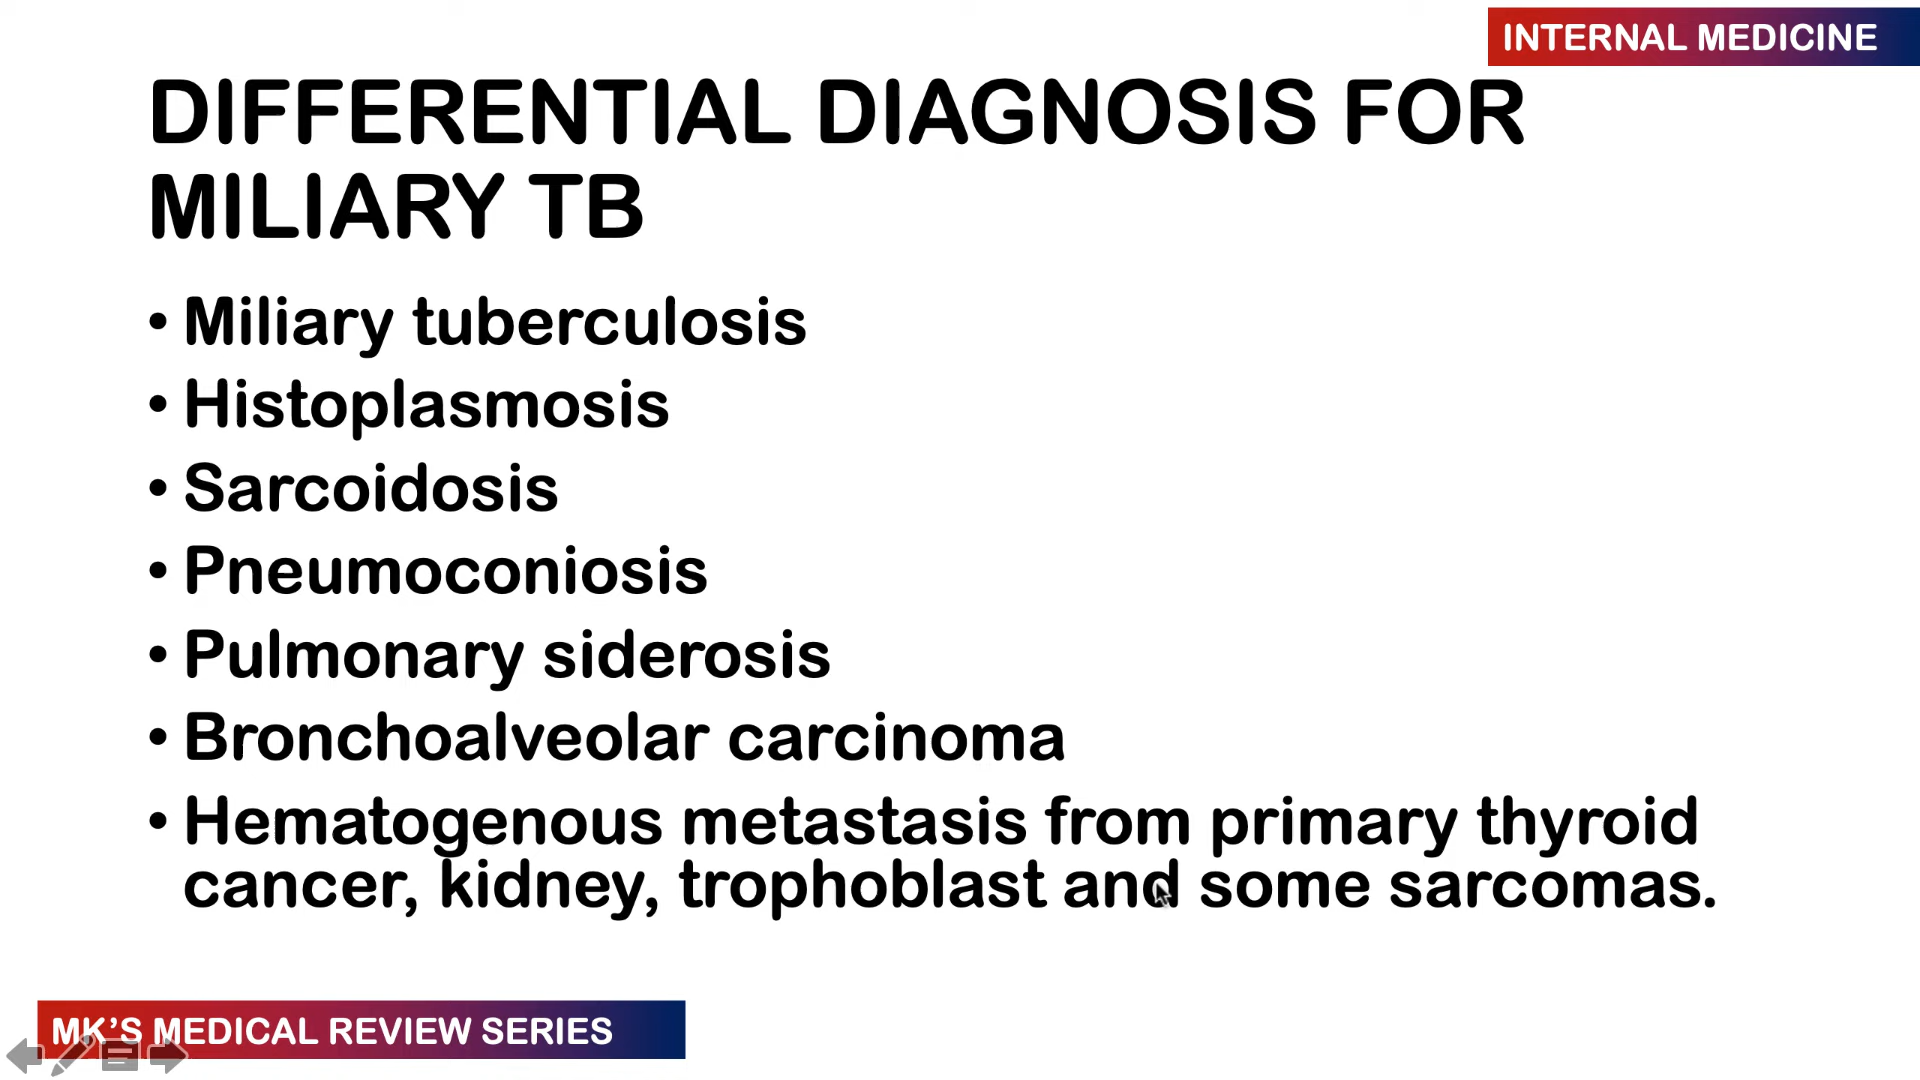 INTERNAL MEDICINE
DIFFERENTIAL DIAGNOSIS FOR
MILIARY TB
• Miliary tuberculosis
• Histoplasmosis
• Sarcoidosis
• Pneumoconiosis
• Pulmonary siderosis
• Bronchoalveolar carcinoma
• Hematogenous metastasis from primary thyroid
cancer, kidney, trophoblast and some sarcomas.
MK'S MEDICAL REVIEW SERIES